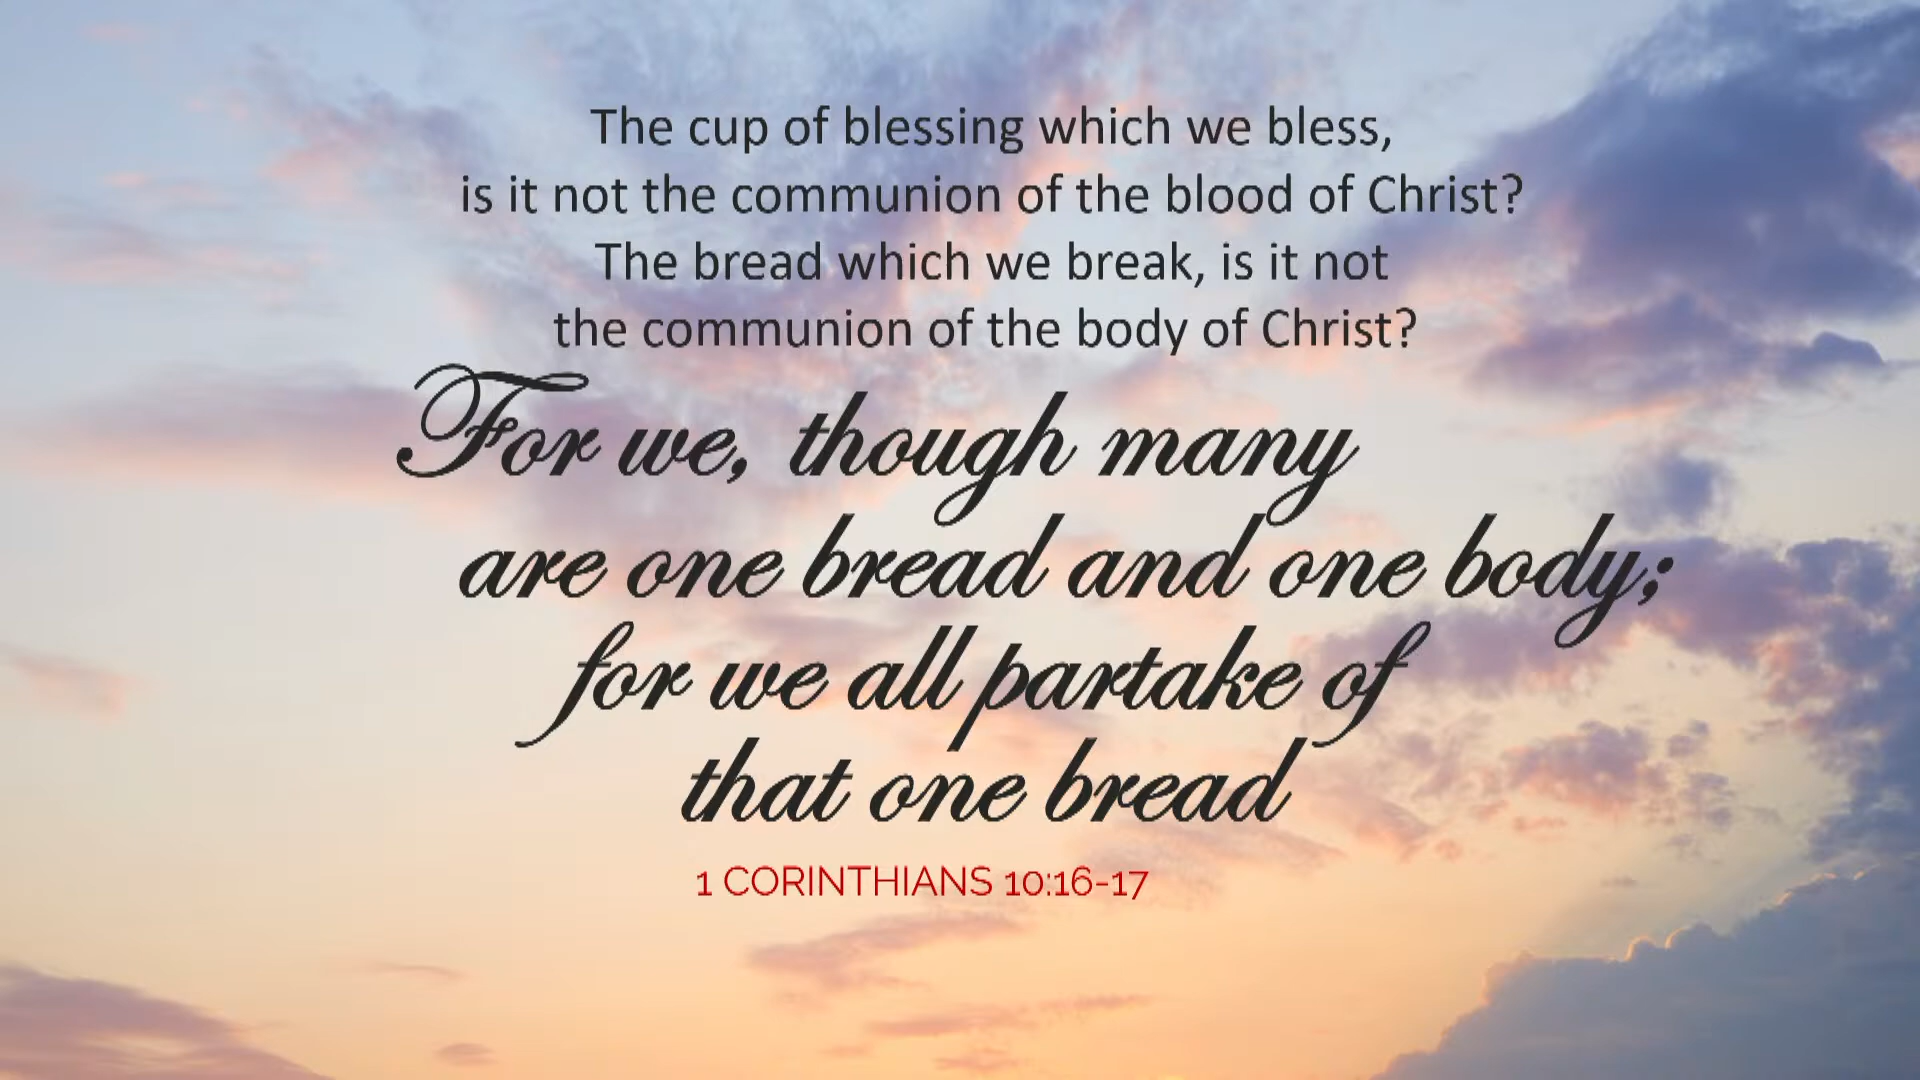 The cup of blessing which we bless,
is it not the communion of the blood of Christ?
The bread which we break, is it not
the communion of the body of Christ?
For we, though many
are one bread and one body;
for we all partake of
that one bread
1 CORINTHIANS 10:16-17